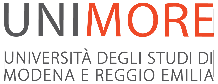 UNIMORE
UNIVERSITÀ DEGLI STUDI DI
MODENA E REGGIO EMILIA